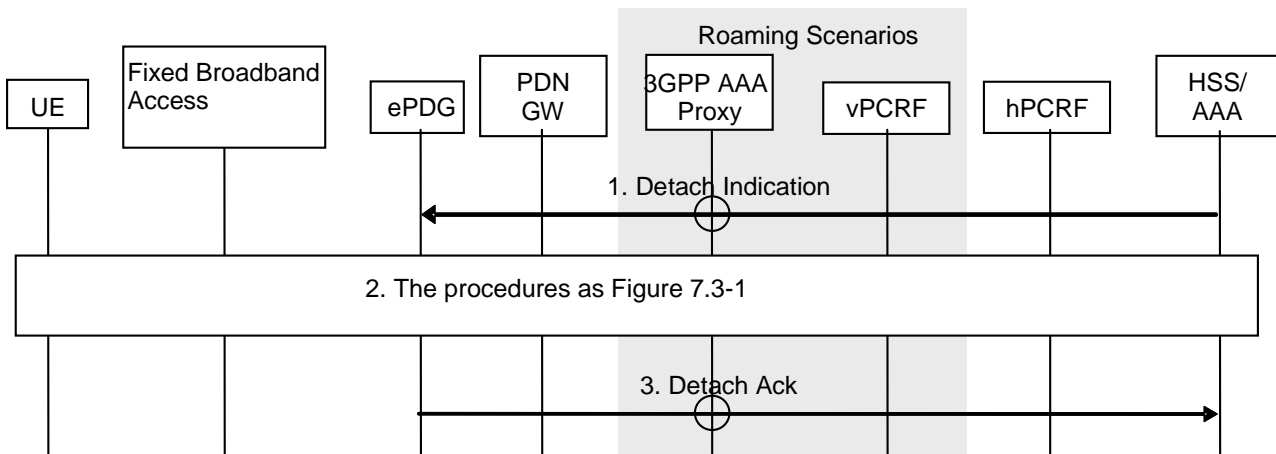 Roaming Scenarios
UE
Fixed Broadband
Access
ePDG
PDN
GW
3GPP AAA
Proxy
vPCRF
hPCRF
HSS/
AAA
1. Detach Indication
2. The procedures as Figure 7.3-1
3. Detach Ack